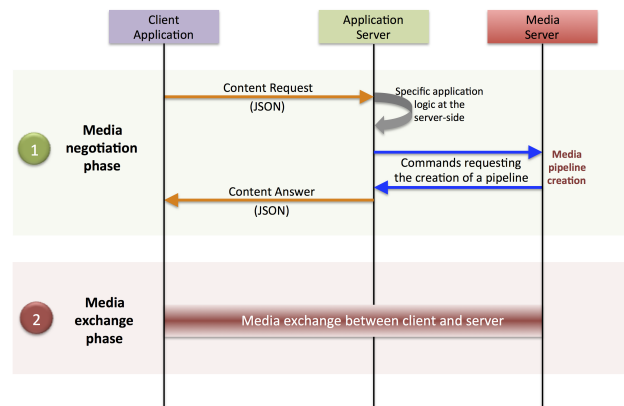 Client
Application
Application
Server
Media
Server
1
Media
negotiation
phase
Content Request
(JSON)
Specific application
logic at the
server-side
Commands requesting
the creation of a pipeline
Media
pipeline
creation
Content Answer
(JSON)
2
Media
exchange
phase
Media exchange between client and server